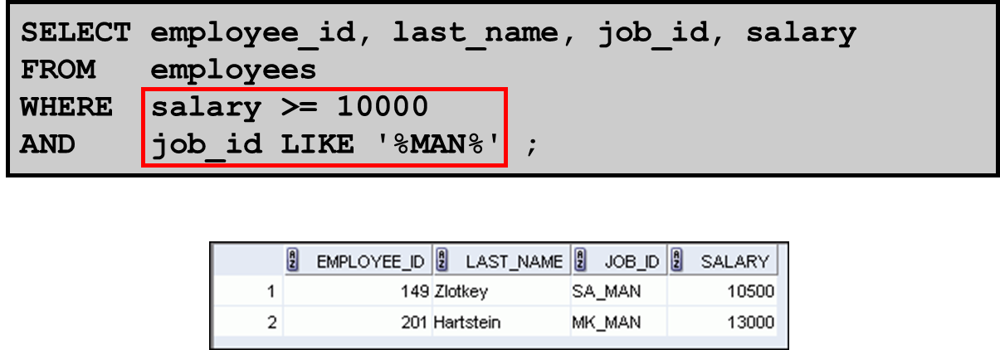 SELECT employee_id, last_name, job_id, salary
FROM employees
WHERE salary >= 10000
AND job_id LIKE '%MAN%' ;
EMPLOYEE_ID LAST_NAME JOB_ID SALARY
1 149 Zlotkey SA_MAN 10500
2 201 Hartstein MK_MAN 13000